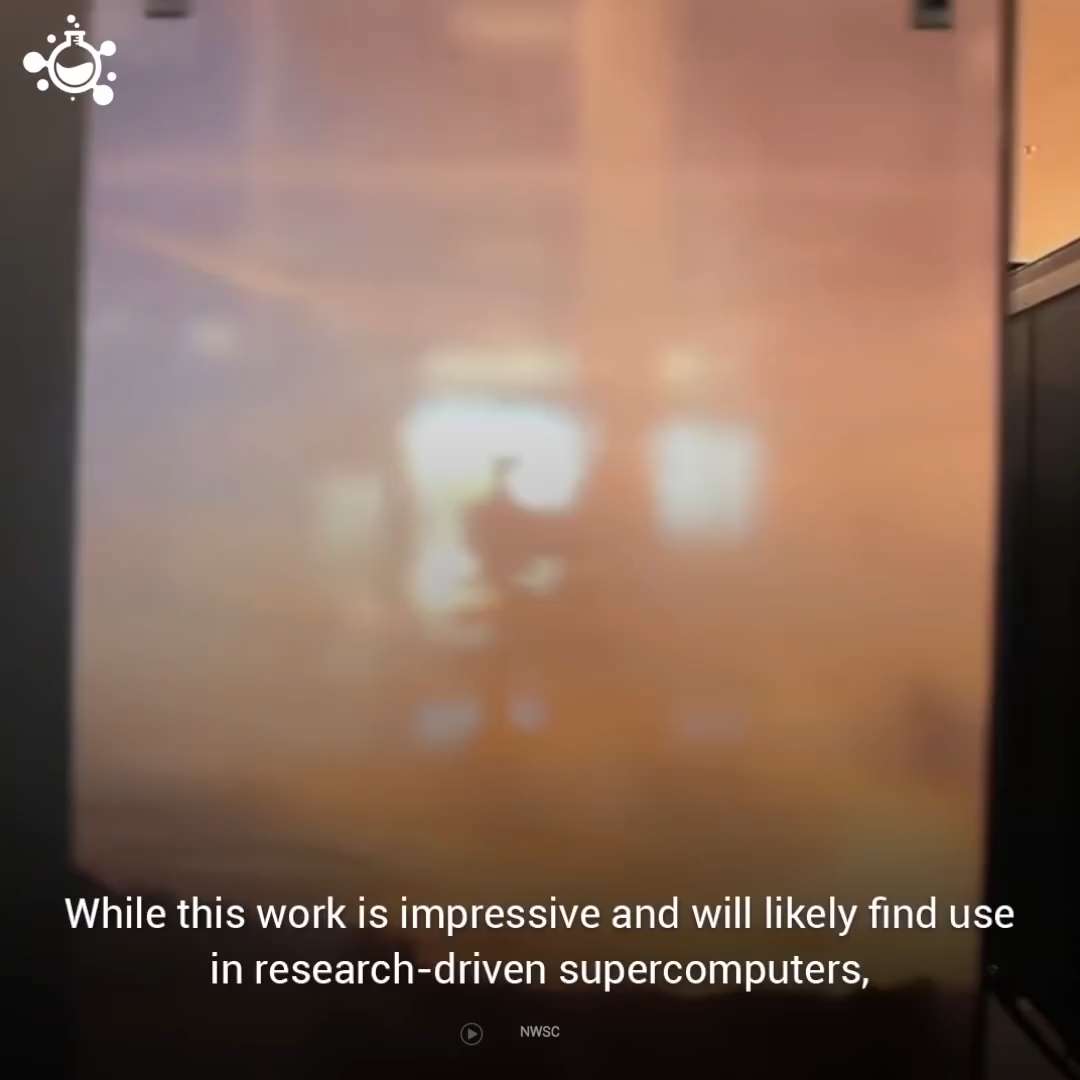 While this work is impressive and will likely find use
in research-driven supercomputers,
NWSC